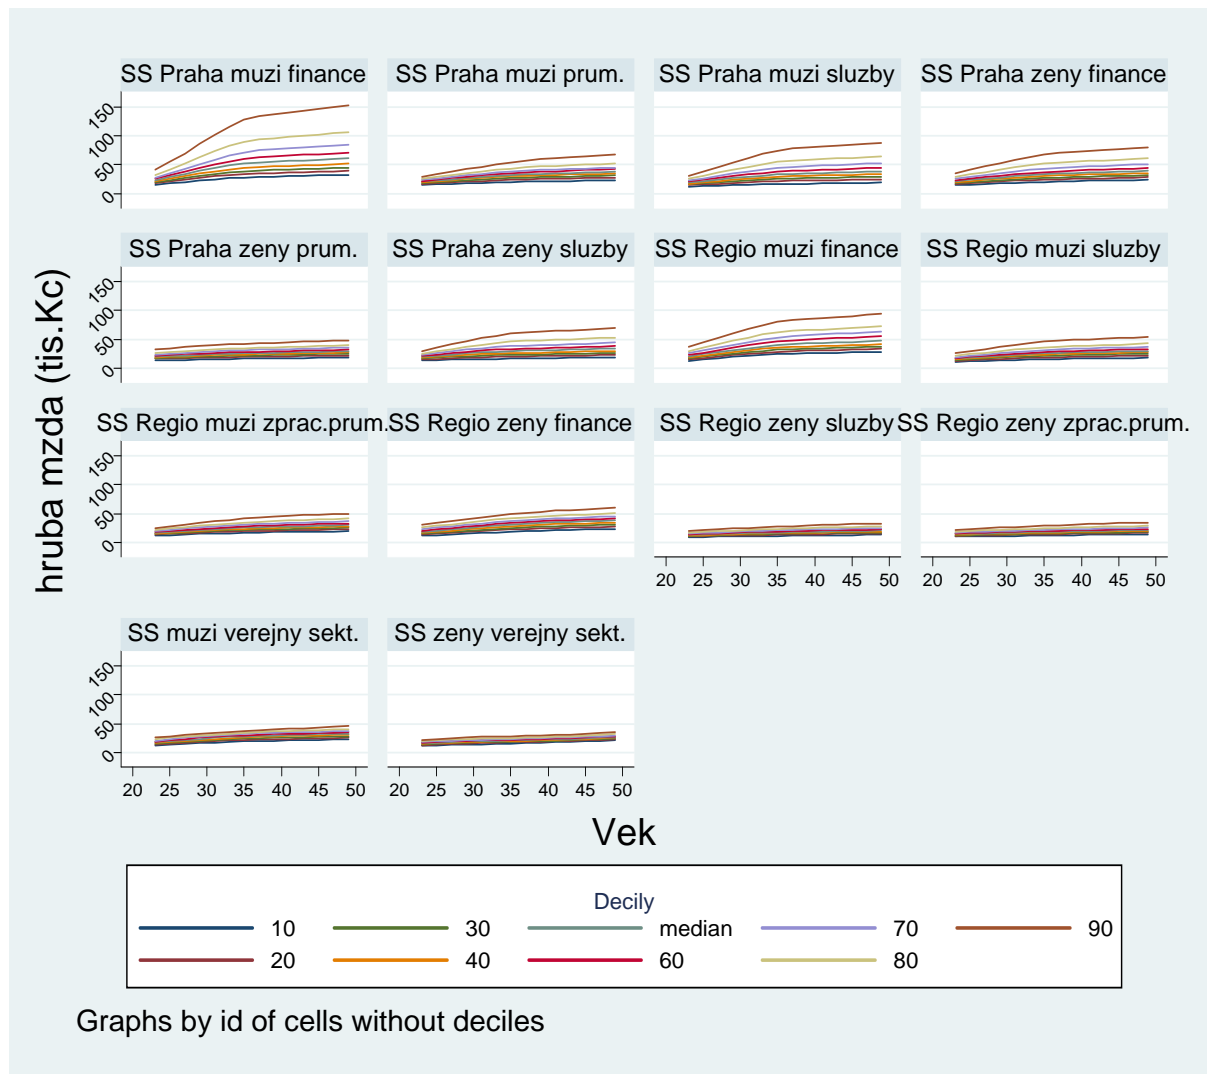 SS Praha muzi finance
SS Praha muzi prum.
SS Praha muzi sluzby
SS Praha zeny finance
150
100
50
0
SS Praha zeny prum.
SS Praha zeny sluzby
SS Regio muzi finance
SS Regio muzi sluzby
150
100
50
0
hruba mzda (tis.Kc)
SS Regio muzi zprac.prum.
SS Regio zeny finance
SS Regio zeny sluzby
SS Regio zeny zprac.prum.
150
100
50
0
20 25 30 35 40 45 50
20 25 30 35 40 45 50
SS muzi verejny sekt.
SS zeny verejny sekt.
150
100
50
0
20 25 30 35 40 45 50
20 25 30 35 40 45 50
Vek
Decily
10 30 median 70 90
20 40 60 80
Graphs by id of cells without deciles